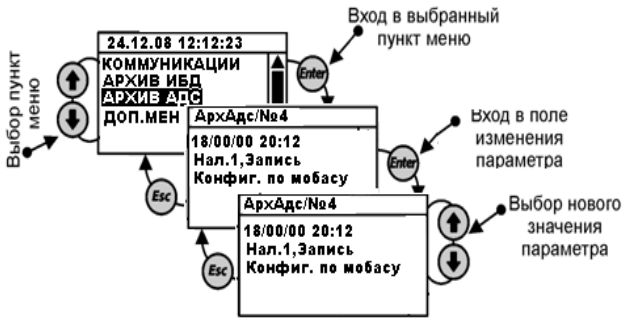 Выбор пункт
меню
24.12.08 12:12:23
КОММУНИКАЦИИ
АРХИВ ИБД
АРХИВ АДС
ДОП.МЕН
Enter
Вход в выбранный
пункт меню
Esc
АрхАдс/№4
18/00/00 20:12
Нал.1,Запись
Конфиг. по мобасу
Enter
Вход в поле
изменения
параметра
Esc
АрхАдс/№4
18/00/00 20:12
Нал.1,Запись
Конфиг. по мобасу
Выбор нового
значения
параметра